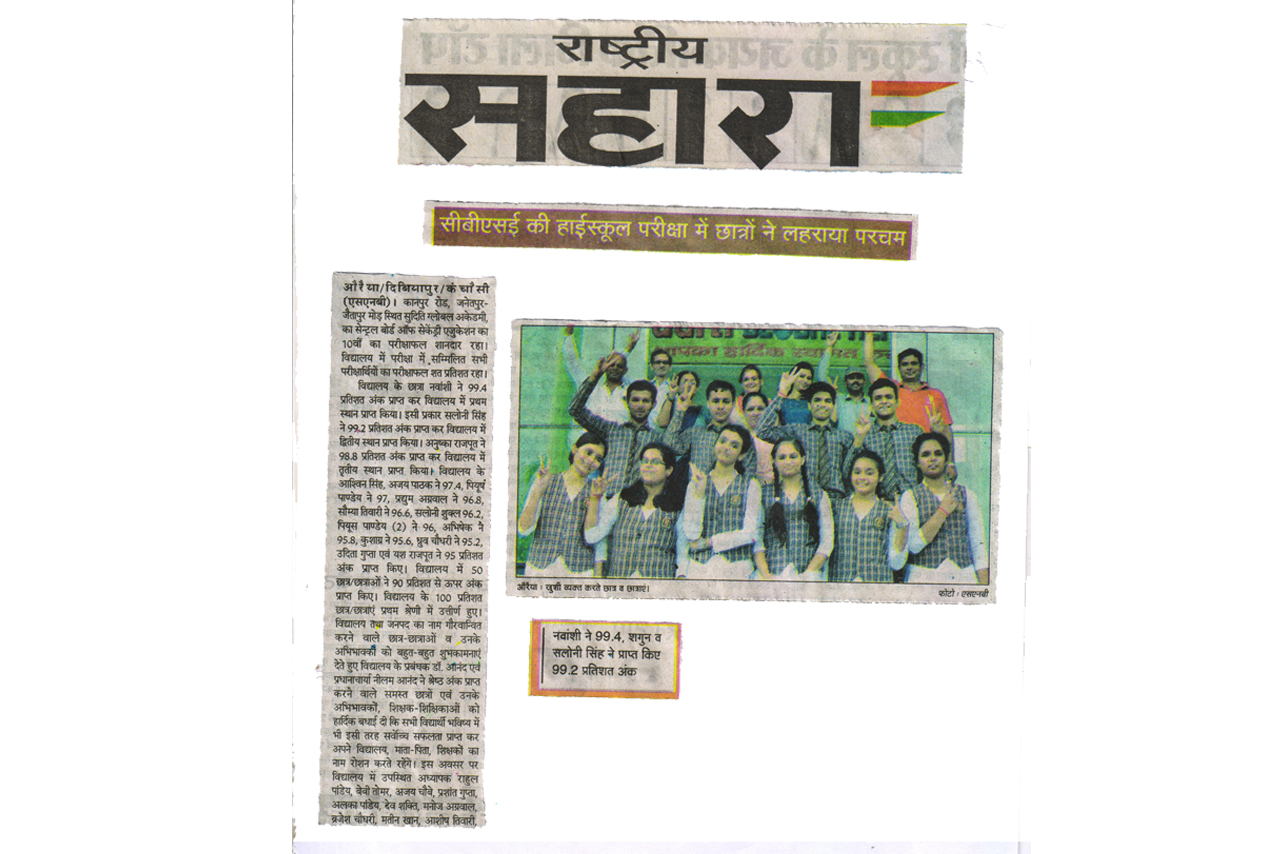 राष्ट्रीय
सहारा
सीबीएसई की हाईस्कूल परीक्षा में छात्रों ने लहराया परचम
औरैया/दिबियापुर/कंचौसी
(एसएनबी)। कानपुर रोड, जनेतपुर-
जैतापुर मोड़ स्थित सुदिति ग्लोबल अकेडमी,
का सेन्ट्रल बोर्ड ऑफ सेकेंड्री एजुकेशन का
10वीं का परीक्षाफल शानदार रहा।
विद्यालय में परीक्षा में सम्मिलित सभी
परीक्षार्थियों का परीक्षाफल शत प्रतिशत रहा।
विद्यालय के छात्रा नवांशी ने 99.4
प्रतिशत अंक प्राप्त कर विद्यालय में प्रथम
स्थान प्राप्त किया। इसी प्रकार सलोनी सिंह
ने 99.2 प्रतिशत अंक प्राप्त कर विद्यालय में
द्वितीय स्थान प्राप्त किया। अनुष्का राजपूत ने
98.8 प्रतिशत अंक प्राप्त कर विद्यालय में
तृतीय स्थान प्राप्त किया। विद्यालय के
आश्विन सिंह, अजय पाठक ने 97.4, पियूष
पाण्डेय ने 97, प्रद्युम अग्रवाल ने 96.8,
सौम्या तिवारी ने 96.6, सलोनी शुक्ल 96.2,
पियूस पाण्डेय (2) ने 96, अभिषेक ने
95.8, कुशाग्र ने 95.6, ध्रुव चौधरी ने 95.2,
उदिता गुप्ता एवं यश राजपूत ने 95 प्रतिशत
अंक प्राप्त किए। विद्यालय में 50
छात्र/छात्राओं ने 90 प्रतिशत से ऊपर अंक
प्राप्त किए। विद्यालय के 100 प्रतिशत
छात्र/छात्राएं प्रथम श्रेणी में उत्तीर्ण हुए।
विद्यालय तथा जनपद का नाम गौरवान्वित
करने वाले छात्र-छात्राओं व उनके
अभिभावकों को बहुत-बहुत शुभकामनाएं
देते हुए विद्यालय के प्रबंधक डॉ. आनंद एवं
प्रधानाचार्या नीलम आनंद ने श्रेष्ठ अंक प्राप्त
करने वाले समस्त छात्रों एवं उनके
अभिभावकों, शिक्षक-शिक्षिकाओं को
हार्दिक बधाई दी कि सभी विद्यार्थी भविष्य में
भी इसी तरह सर्वोच्च सफलता प्राप्त कर
अपने विद्यालय, माता-पिता, शिक्षकों का
नाम रोशन करते रहेंगे। इस अवसर पर
विद्यालय में उपस्थित अध्यापक राहुल
पांडेय, बेवी तोमर, अजय चौबे, प्रशांत गुप्ता,
अलका पांडेय, देव शक्ति, मनोज अग्रवाल,
ब्रजेश चौधरी, मतीन खान, आशीष तिवारी,
आपका हार्दिक स्वागत
औरैया : खुशी व्यक्त करते छात्र व छात्राएं।
फोटो : एसएनबी
नवांशी ने 99.4, शगुन व
सलोनी सिंह ने प्राप्त किए
99.2 प्रतिशत अंक